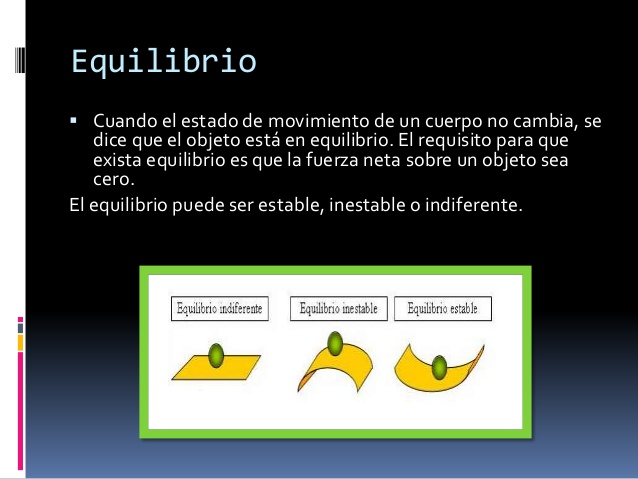 Equilibrio
▪ Cuando el estado de movimiento de un cuerpo no cambia, se
dice que el objeto está en equilibrio. El requisito para que
exista equilibrio es que la fuerza neta sobre un objeto sea
cero.
El equilibrio puede ser estable, inestable o indiferente.
Equilibrio indiferente
Equilibrio inestable
Equilibrio estable